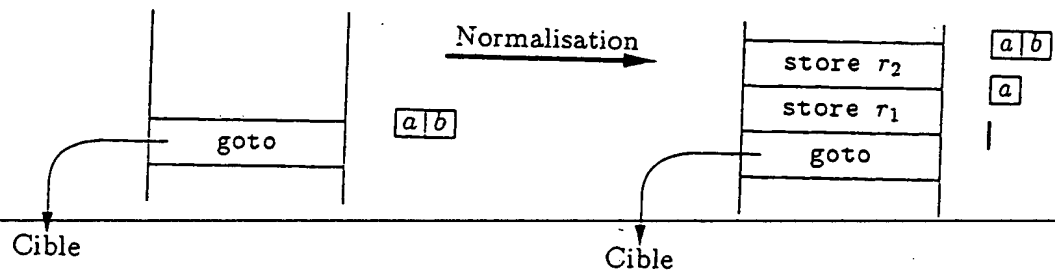 Normalisation
goto
a b
Cible
store r2
store r1
goto
a b
a
Cible